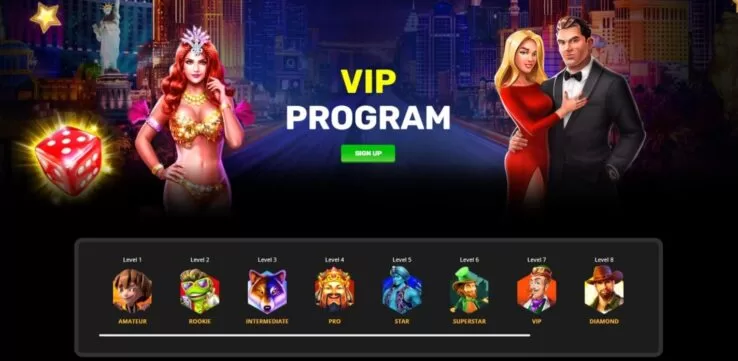 VIP
PROGRAM
SIGN UP
Level 1 Level 2 Level 3 Level 4 Level 5 Level 6 Level 7 Level 8
AMATEUR ROOKIE INTERMEDIATE PRO STAR SUPERSTAR VIP DIAMOND